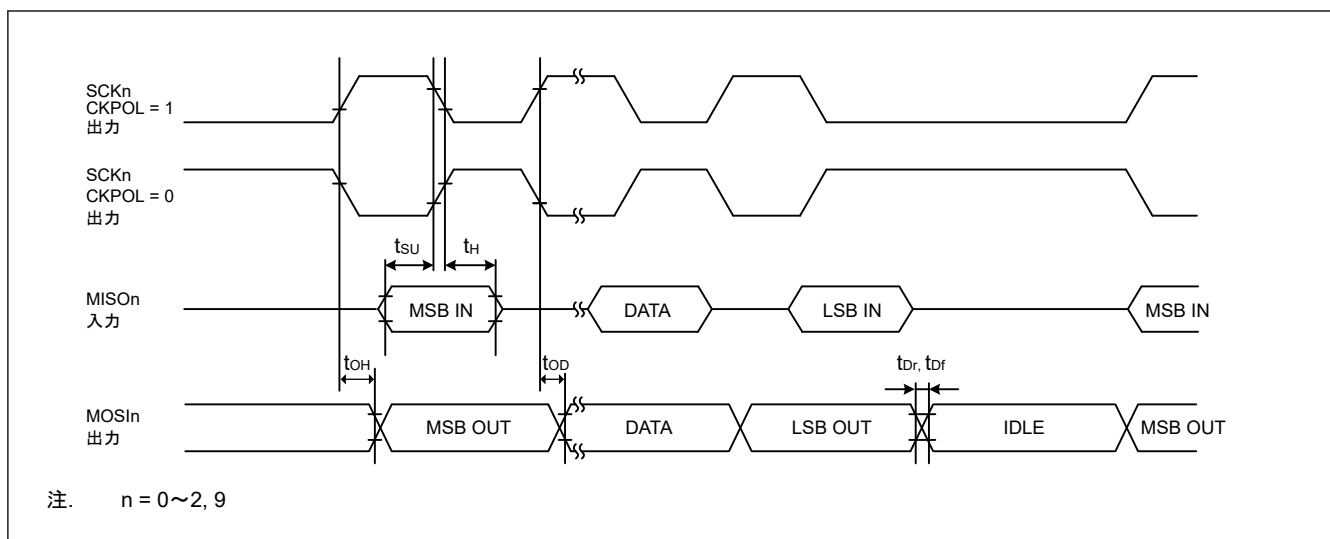 SCKn
CKPOL = 1
出力
SCKn
CKPOL = 0
出力
tSU
tH
MISOn
入力
MSB IN
DATA
LSB IN
MSB IN
tOH
tOD
tDr, tDf
MOSIn
出力
MSB OUT
DATA
LSB OUT
IDLE
MSB OUT
注. n = 0～2, 9